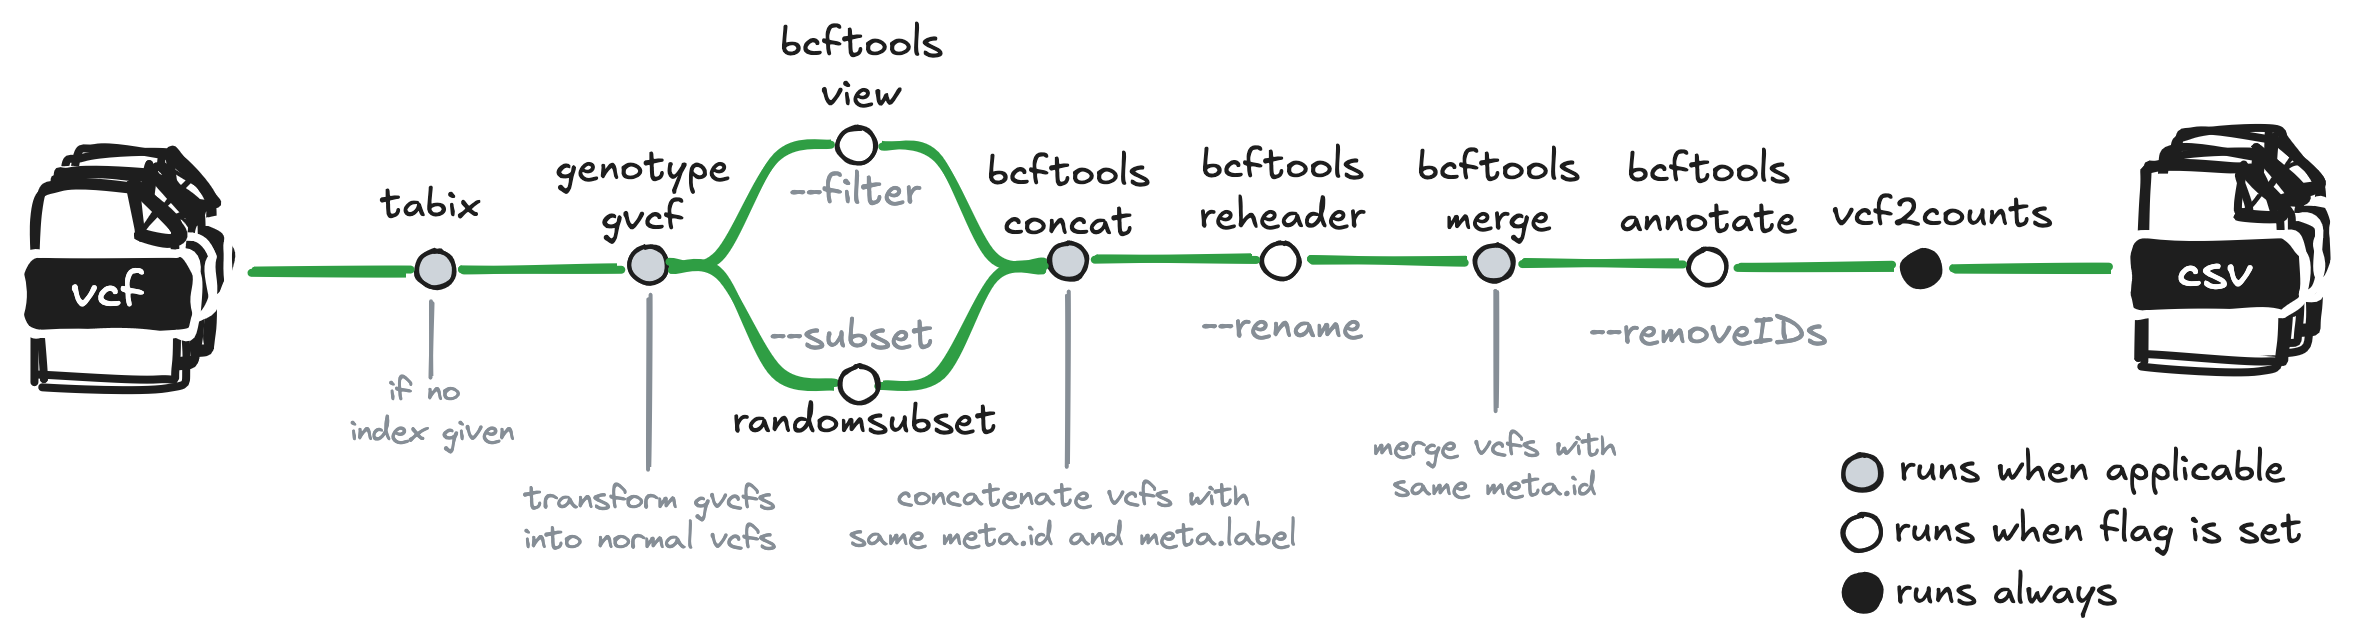 vcf
tabix
if no
index given
genotype
gvcf
transform gvcfs
into normal vcfs
bcftools
view
--filter
--subset
randomsubset
bcftools
concat
concatenate vcfs with
same meta.id and meta.label
bcftools
reheader
--rename
bcftools
merge
merge vcfs with
same meta.id
bcftools
annotate
--removeIDs
vcf2counts
csv
runs when applicable
runs when flag is set
runs always